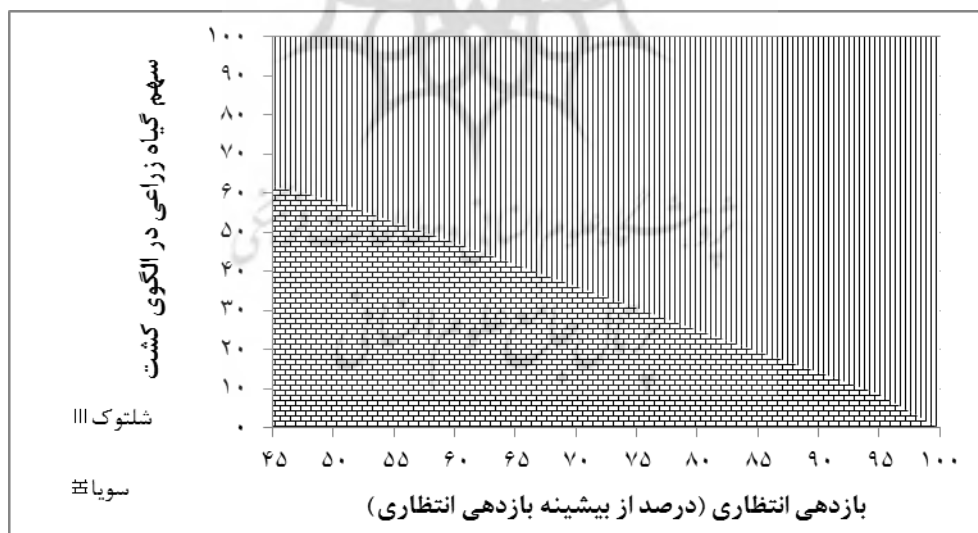 سهم گیاه زراعی در الگوی کشت
۱۰۰
۹۰
۸۰
۷۰
۶۰
۵۰
۴۰
۳۰
۲۰
۱۰
۰
شلتوک
سویا
۴۵ ۵۰ ۵۵ ۶۰ ۶۵ ۷۰ ۷۵ ۸۰ ۸۵ ۹۰ ۹۵ ۱۰۰
بازدهی انتظاری (درصد از بیشینه بازدهی انتظاری)